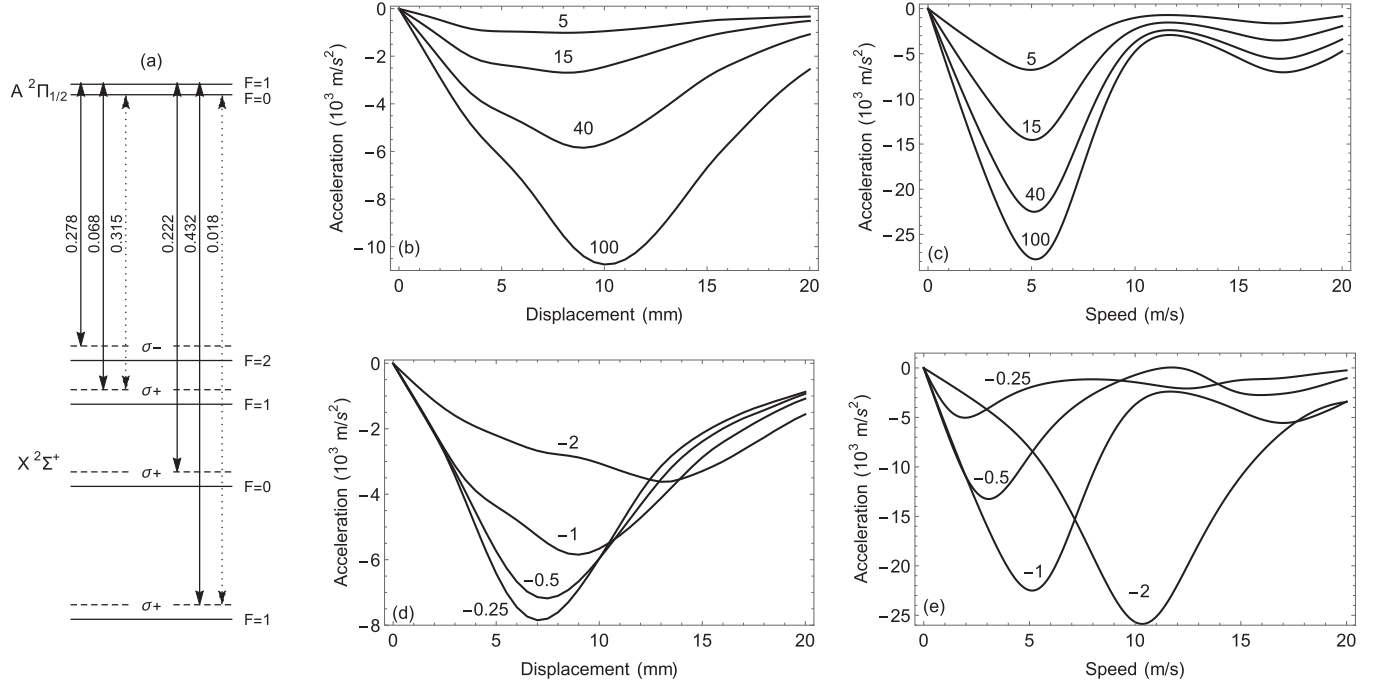 (a)
A ²Π₁/₂
F=1
F=0
0.278
0.068
0.315
0.222
0.432
0.018
σ−
F=2
σ+
F=1
X ²Σ⁺
σ+
F=0
σ+
F=1
Acceleration (10³ m/s²)
0
−2
−4
−6
−8
−10
5
15
40
100
(b)
0 5 10 15 20
Displacement (mm)
Acceleration (10³ m/s²)
0
−5
−10
−15
−20
−25
5
15
40
100
(c)
0 5 10 15 20
Speed (m/s)
Acceleration (10³ m/s²)
0
−2
−4
−6
−8
−2
−1
−0.5
−0.25
(d)
0 5 10 15 20
Displacement (mm)
Acceleration (10³ m/s²)
0
−5
−10
−15
−20
−25
−0.25
−0.5
−1
−2
(e)
0 5 10 15 20
Speed (m/s)